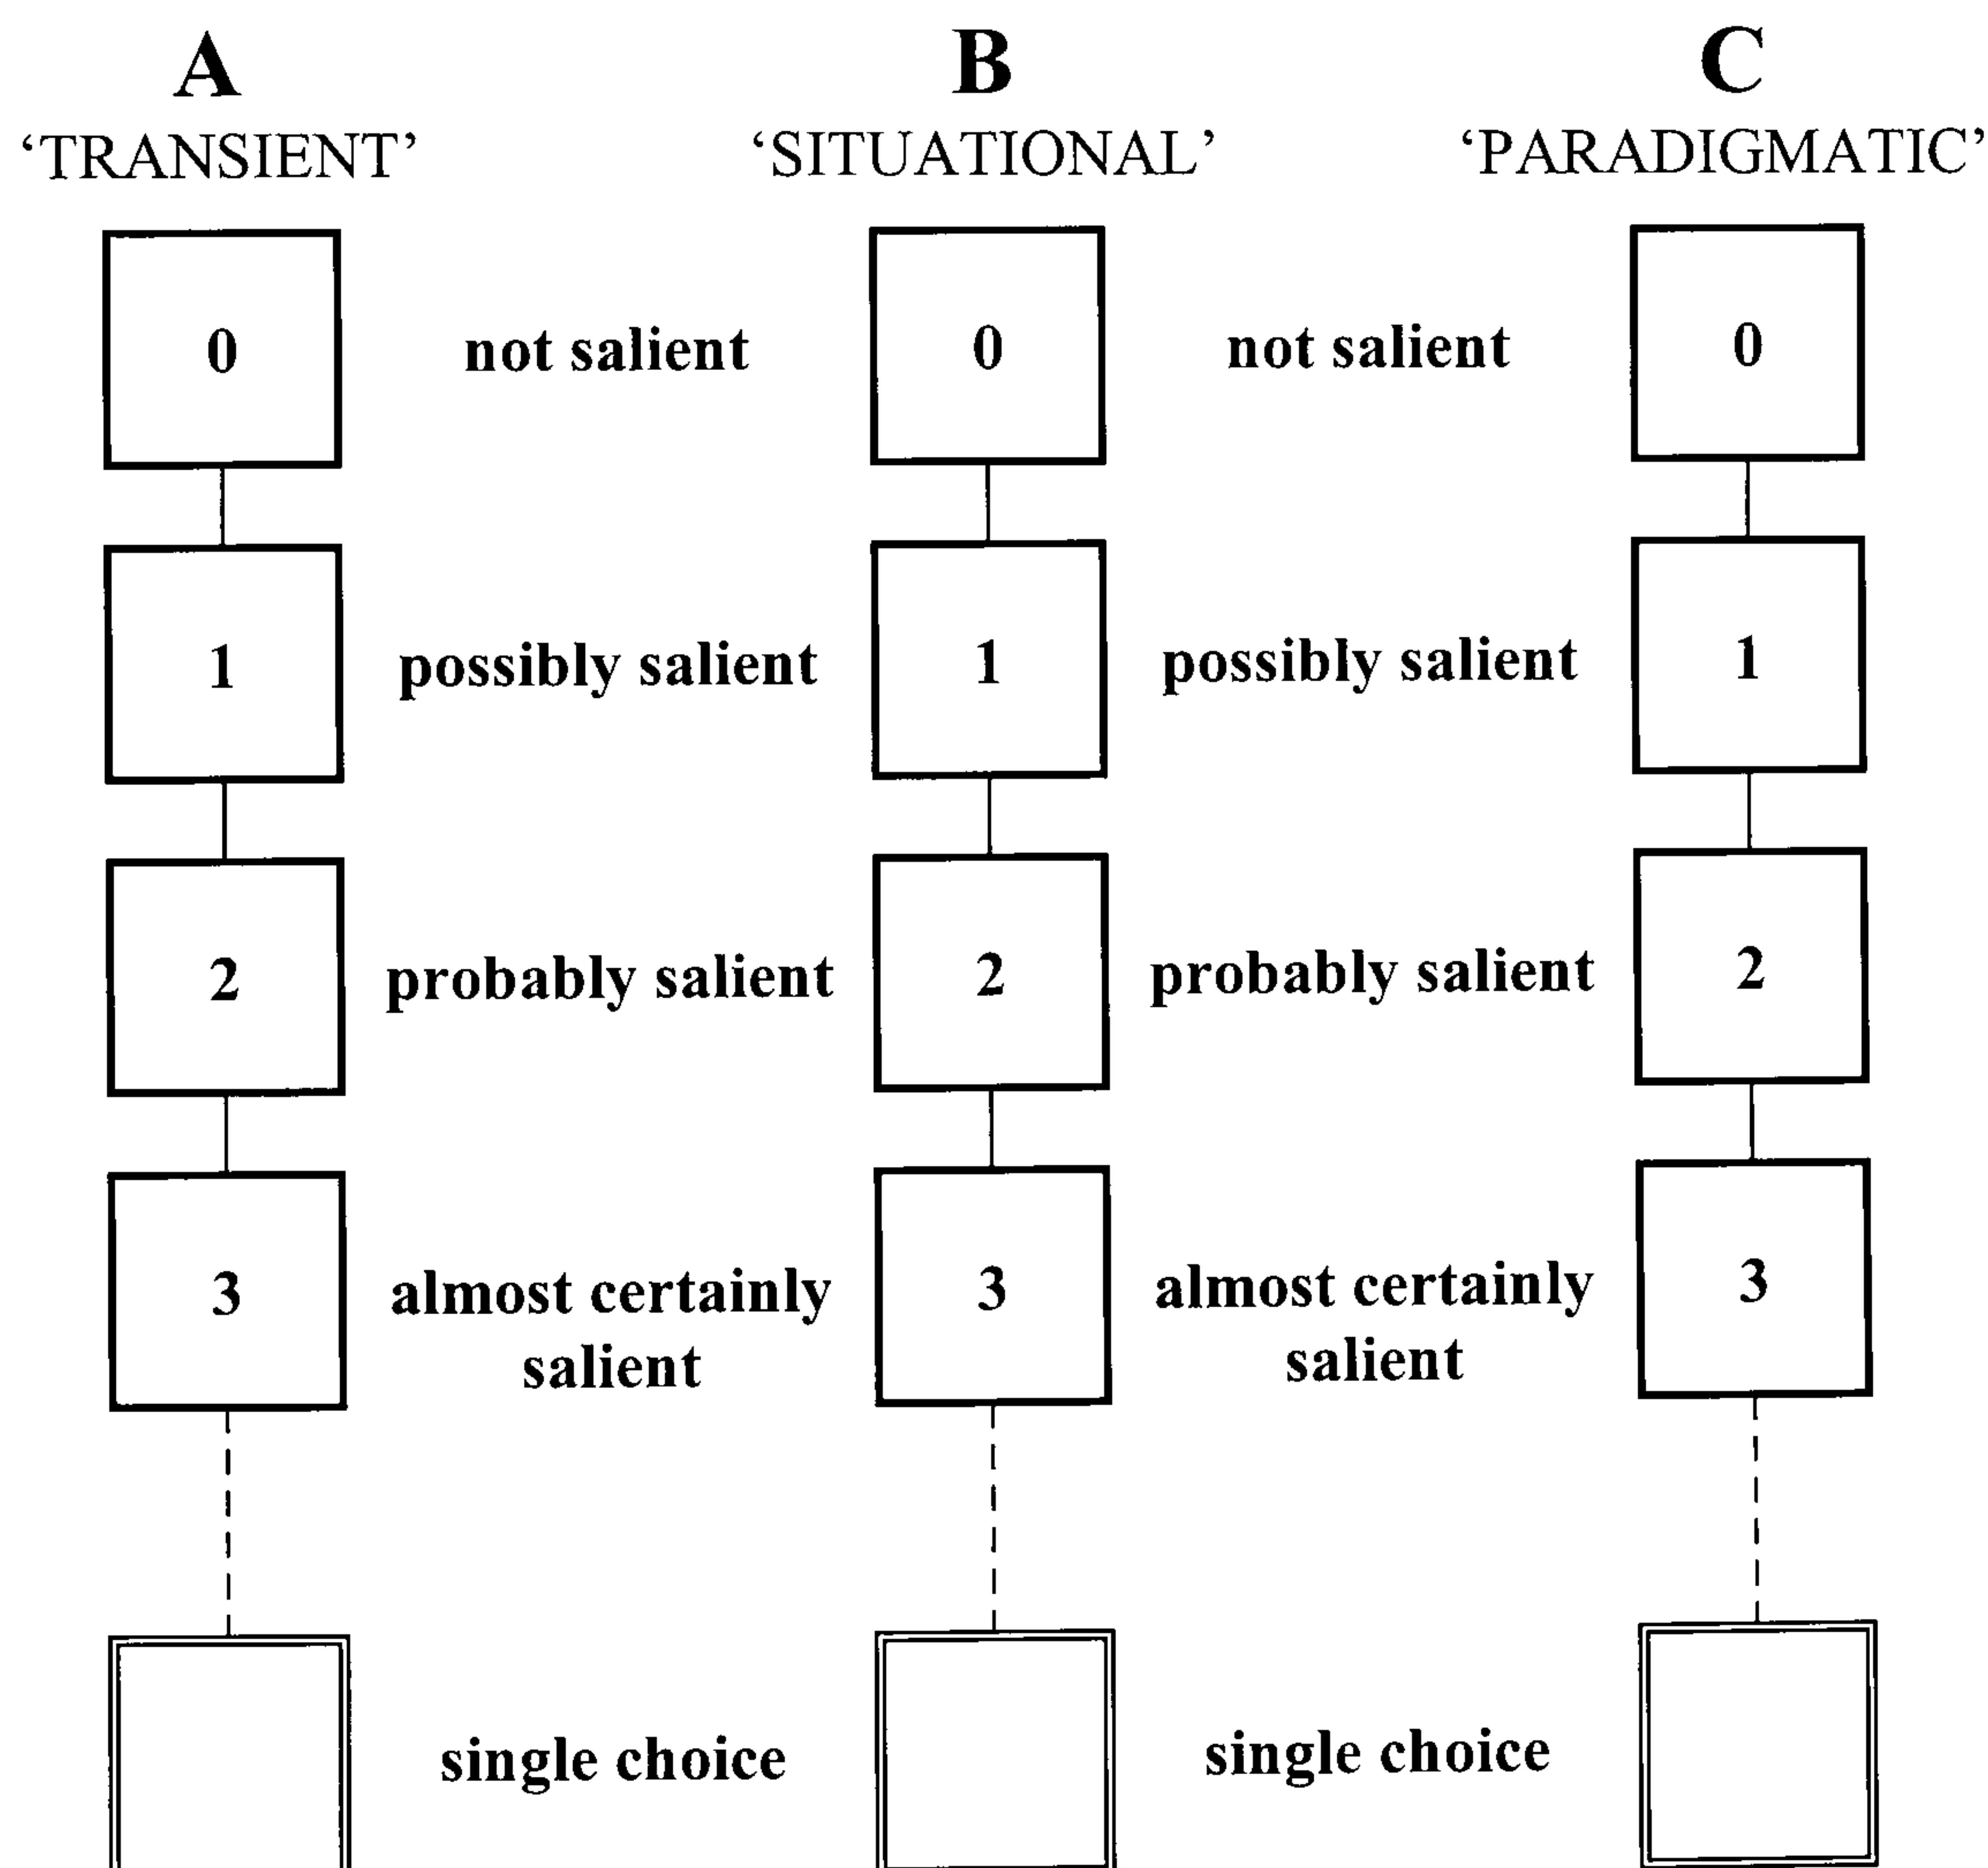 A B C
‘TRANSIENT’ ‘SITUATIONAL’ ‘PARADIGMATIC’
0 not salient 0 not salient 0
1 possibly salient 1 possibly salient 1
2 probably salient 2 probably salient 2
3 almost certainly 3 almost certainly 3
salient salient
single choice single choice